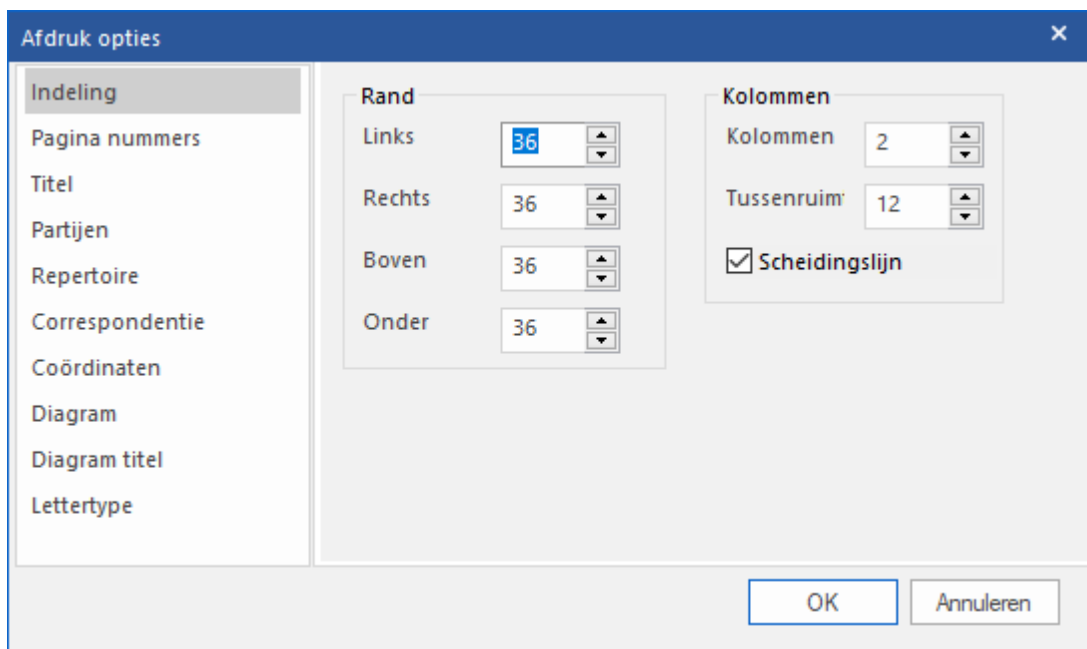 Afdruk opties
Indeling
Pagina nummers
Titel
Partijen
Repertoire
Correspondentie
Coördinaten
Diagram
Diagram titel
Lettertype
Rand
Links 36
Rechts 36
Boven 36
Onder 36
Kolommen
Kolommen 2
Tussenruim 12
Scheidingslijn
OK Annuleren